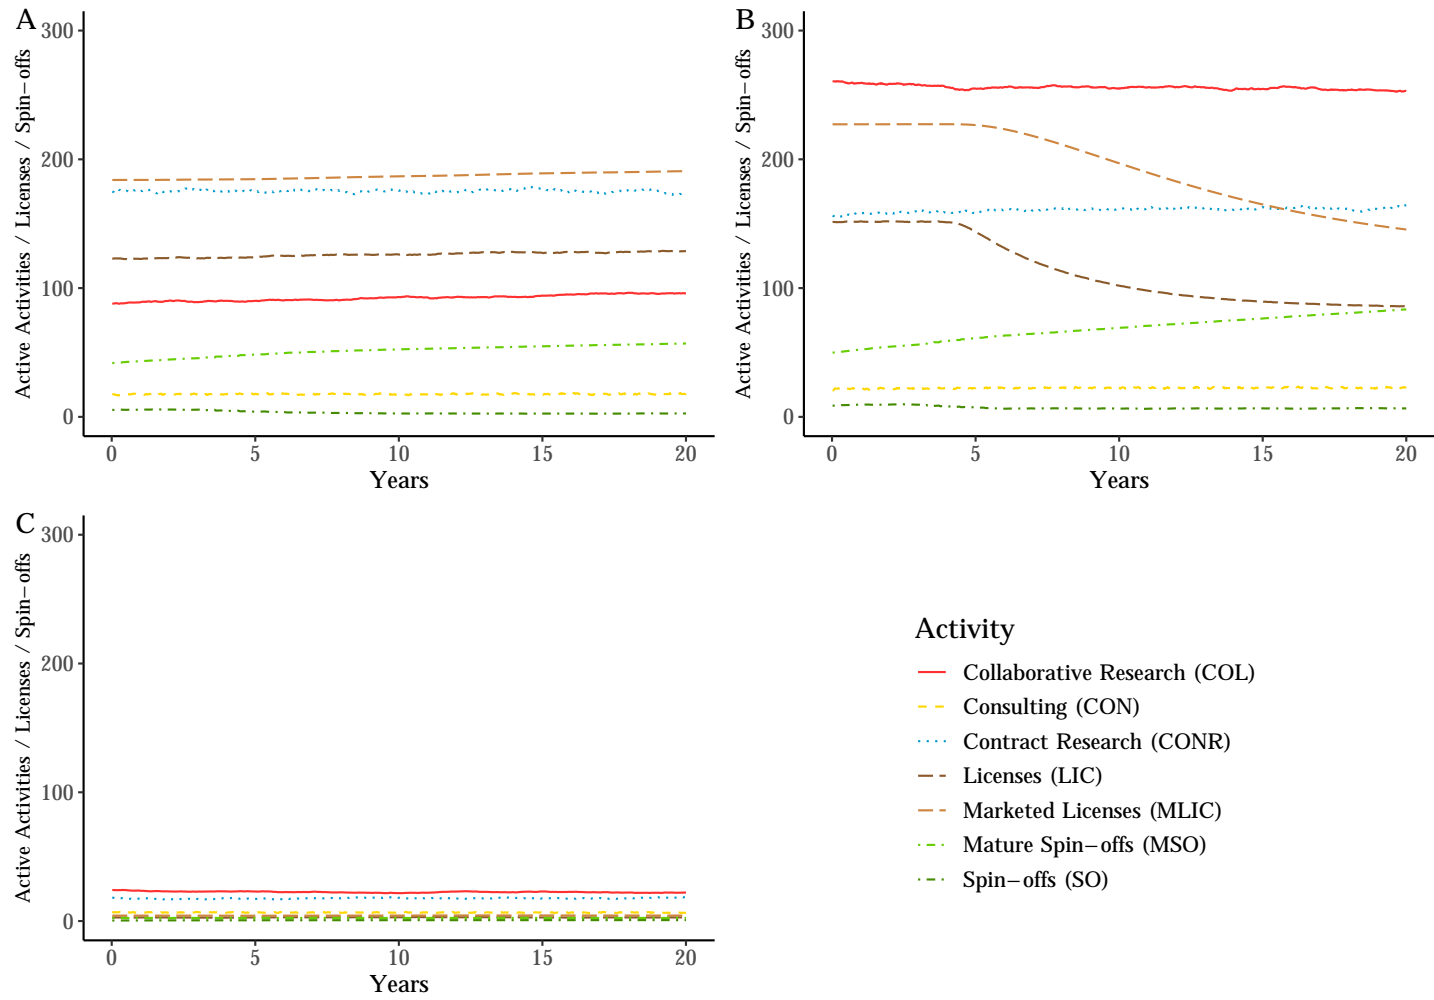 A
Active Activities / Licenses / Spin−offs
300
200
100
0
0 5 10 15 20
Years
B
Active Activities / Licenses / Spin−offs
300
200
100
0
0 5 10 15 20
Years
C
Active Activities / Licenses / Spin−offs
300
200
100
0
0 5 10 15 20
Years
Activity
Collaborative Research (COL)
Consulting (CON)
Contract Research (CONR)
Licenses (LIC)
Marketed Licenses (MLIC)
Mature Spin−offs (MSO)
Spin−offs (SO)